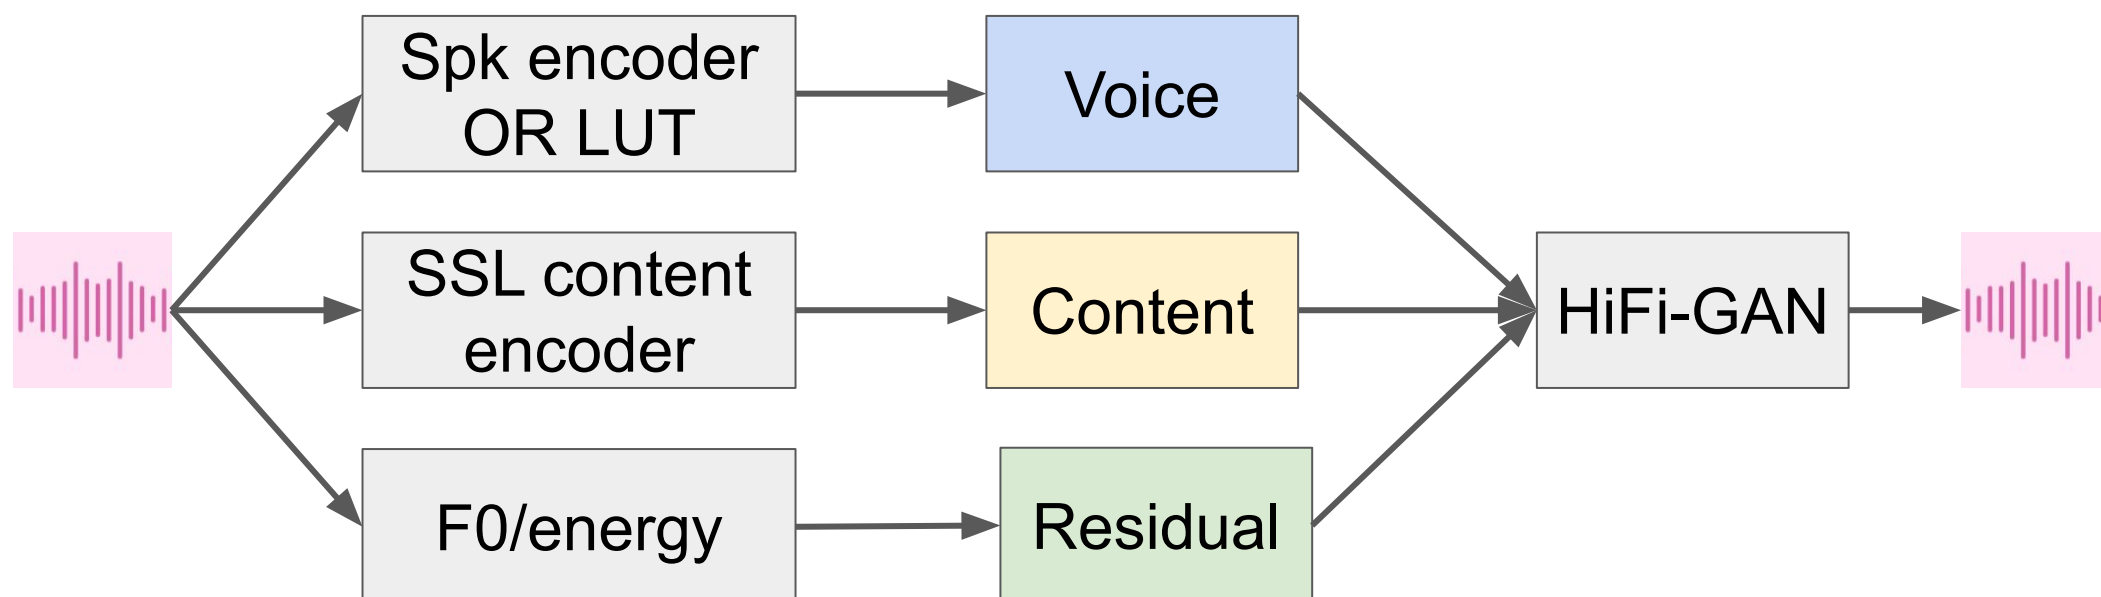 Spk encoder
OR LUT
Voice
SSL content
encoder
Content
HiFi-GAN
F0/energy
Residual